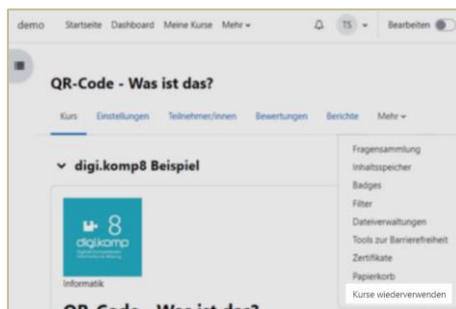 demo Startseite Dashboard Meine Kurse Mehr TS Bearbeiten
QR-Code - Was ist das?
Kurs Einstellungen Teilnehmer/innen Bewertungen Berichte Mehr
Fragensammlung
Inhaltsspeicher
Badges
Filter
Dateiverwaltungen
Tools zur Barrierefreiheit
Zertifikate
Papierkorb
Kurse wiederverwenden
digi.komp8 Beispiel
8
digikomp
Informatik
QR-Code - Was ist das?